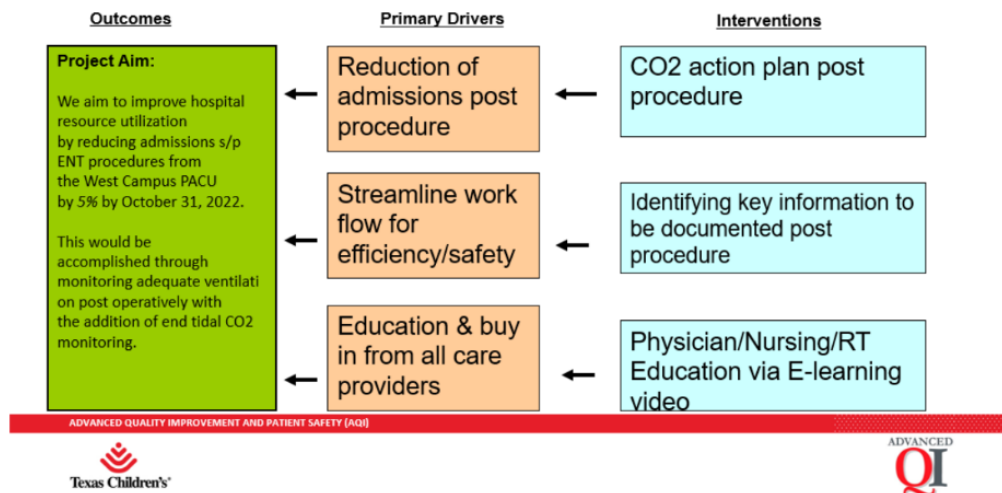 Outcomes
Primary Drivers
Interventions
Project Aim:
We aim to improve hospital
resource utilization
by reducing admissions s/p
ENT procedures from
the West Campus PACU
by 5% by October 31, 2022.
This would be
accomplished through
monitoring adequate ventilati
on post operatively with
the addition of end tidal CO2
monitoring.
Reduction of
admissions post
procedure
CO2 action plan post
procedure
Streamline work
flow for
efficiency/safety
Identifying key information to
be documented post
procedure
Education & buy
in from all care
providers
Physician/Nursing/RT
Education via E-learning
video
ADVANCED QUALITY IMPROVEMENT AND PATIENT SAFETY (AQI)
Texas Children's®
ADVANCED
QI